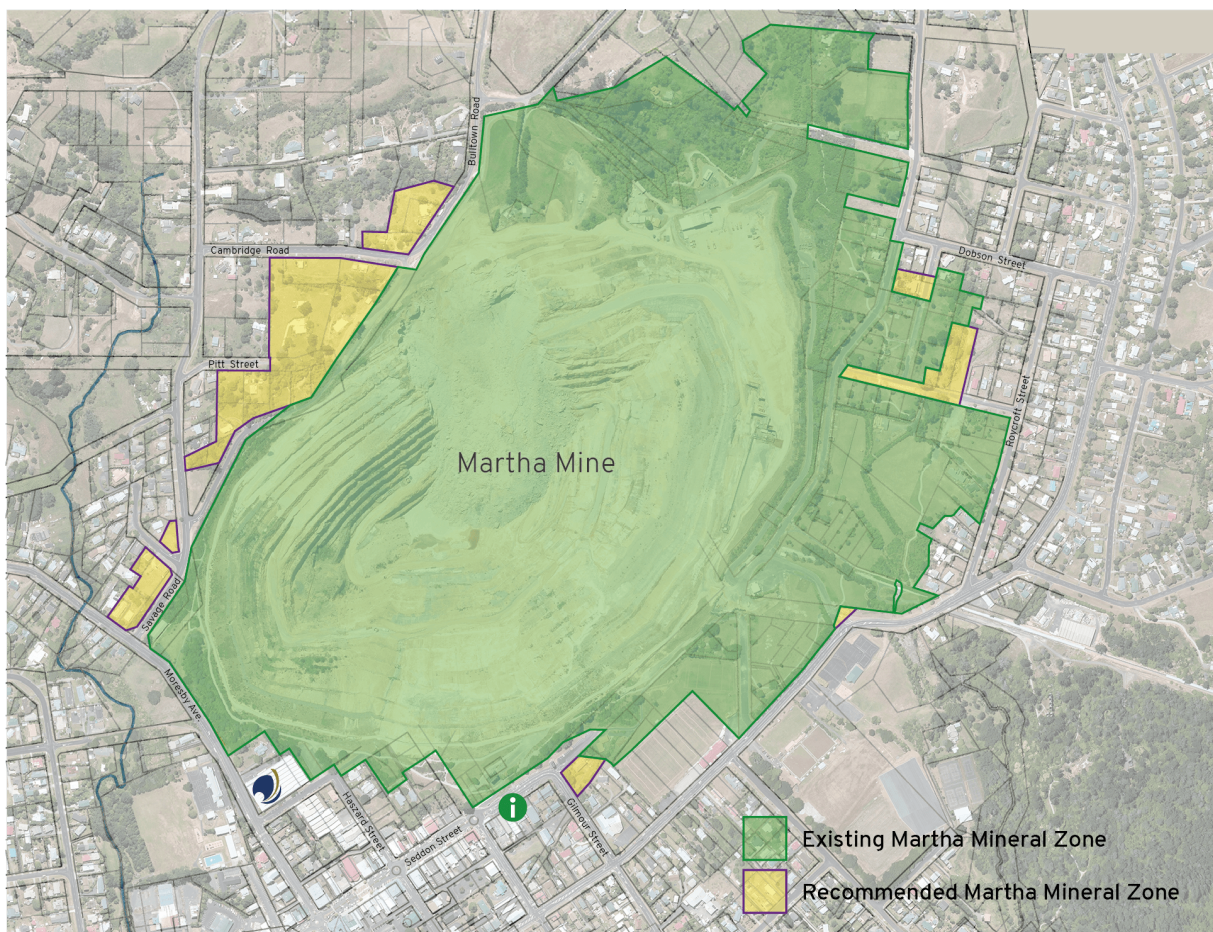 Bulltown Road
Cambridge Road
Dobson Street
Pitt Street
Roycroft Street
Martha Mine
Savage Road
Moresby Ave.
Haszard Street
Seddon Street
i
Gilmour Street
Existing Martha Mineral Zone
Recommended Martha Mineral Zone